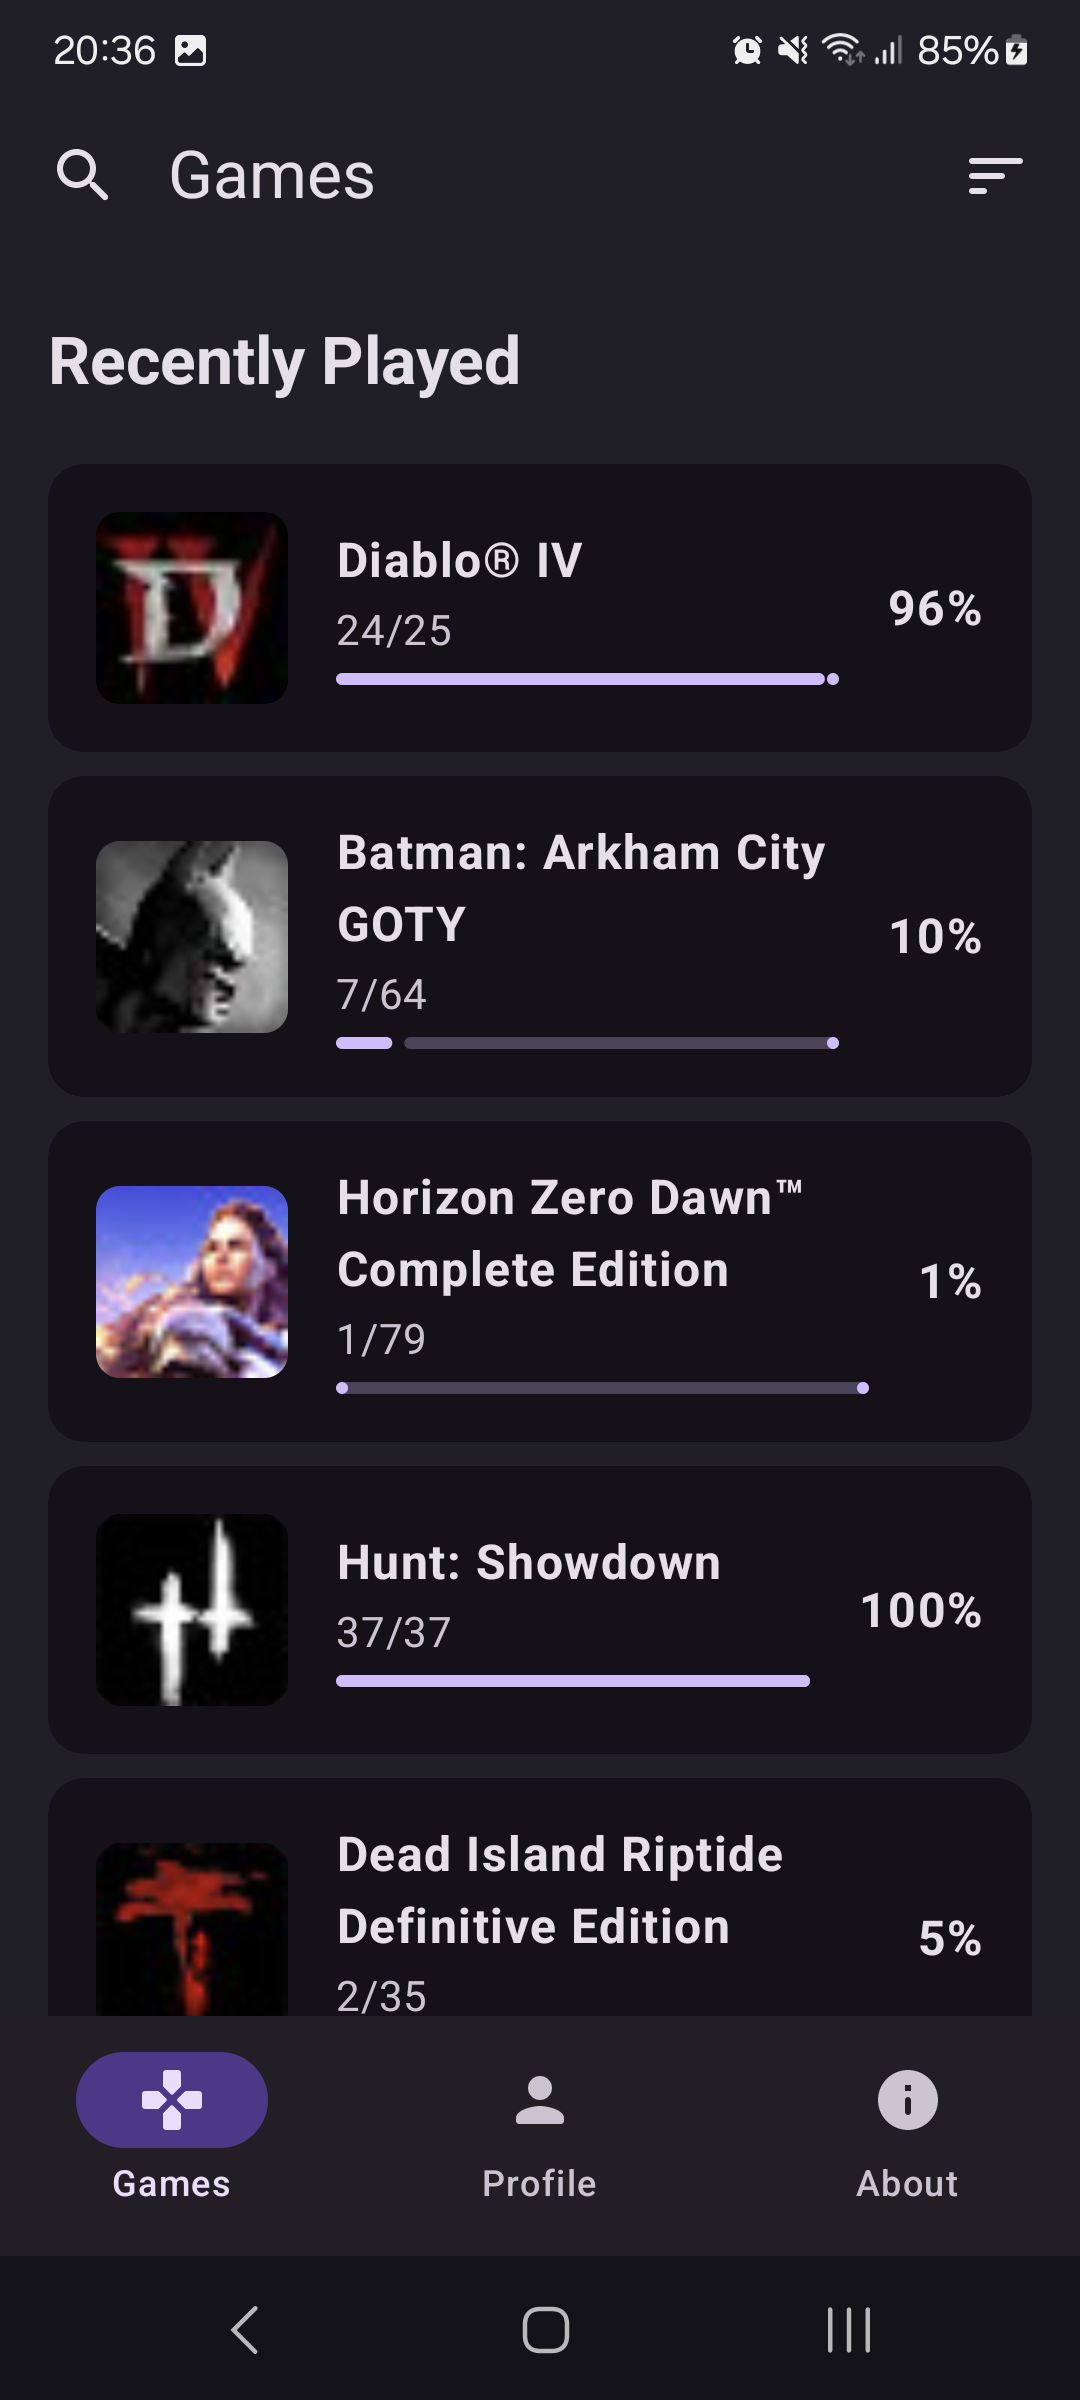 20:36
85%
Games
Recently Played
Diablo® IV
24/25
96%
Batman: Arkham City
GOTY
7/64
10%
Horizon Zero Dawn™
Complete Edition
1/79
1%
Hunt: Showdown
37/37
100%
Dead Island Riptide
Definitive Edition
2/35
5%
Games
Profile
About